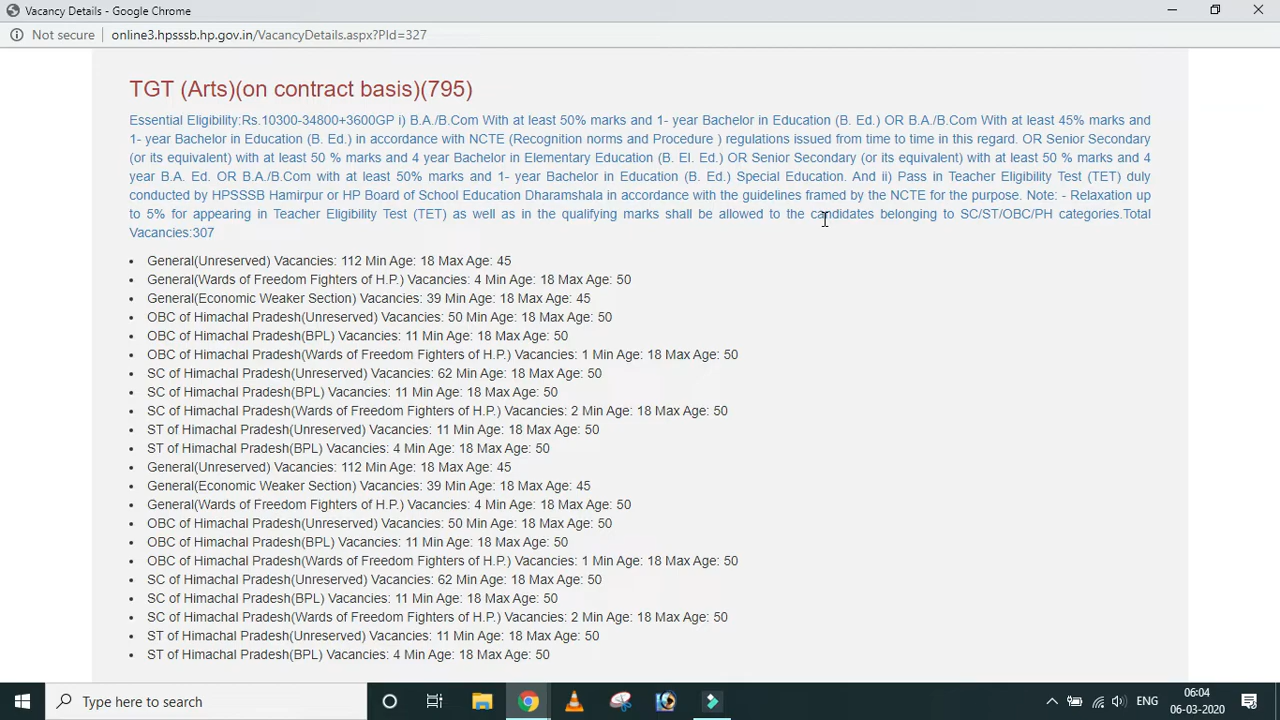 Vacancy Details - Google Chrome
Not secure | online3.hpsssb.hp.gov.in/VacancyDetails.aspx?PId=327
TGT (Arts)(on contract basis)(795)
Essential Eligibility:Rs.10300-34800+3600GP i) B.A./B.Com With at least 50% marks and 1- year Bachelor in Education (B. Ed.) OR B.A./B.Com With at least 45% marks and
1- year Bachelor in Education (B. Ed.) in accordance with NCTE (Recognition norms and Procedure ) regulations issued from time to time in this regard. OR Senior Secondary
(or its equivalent) with at least 50 % marks and 4 year Bachelor in Elementary Education (B. El. Ed.) OR Senior Secondary (or its equivalent) with at least 50 % marks and 4
year B.A. Ed. OR B.A./B.Com with at least 50% marks and 1- year Bachelor in Education (B. Ed.) Special Education. And ii) Pass in Teacher Eligibility Test (TET) duly
conducted by HPSSSB Hamirpur or HP Board of School Education Dharamshala in accordance with the guidelines framed by the NCTE for the purpose. Note: - Relaxation up
to 5% for appearing in Teacher Eligibility Test (TET) as well as in the qualifying marks shall be allowed to the candidates belonging to SC/ST/OBC/PH categories.Total
Vacancies:307
• General(Unreserved) Vacancies: 112 Min Age: 18 Max Age: 45
• General(Wards of Freedom Fighters of H.P.) Vacancies: 4 Min Age: 18 Max Age: 50
• General(Economic Weaker Section) Vacancies: 39 Min Age: 18 Max Age: 45
• OBC of Himachal Pradesh(Unreserved) Vacancies: 50 Min Age: 18 Max Age: 50
• OBC of Himachal Pradesh(BPL) Vacancies: 11 Min Age: 18 Max Age: 50
• OBC of Himachal Pradesh(Wards of Freedom Fighters of H.P.) Vacancies: 1 Min Age: 18 Max Age: 50
• SC of Himachal Pradesh(Unreserved) Vacancies: 62 Min Age: 18 Max Age: 50
• SC of Himachal Pradesh(BPL) Vacancies: 11 Min Age: 18 Max Age: 50
• SC of Himachal Pradesh(Wards of Freedom Fighters of H.P.) Vacancies: 2 Min Age: 18 Max Age: 50
• ST of Himachal Pradesh(Unreserved) Vacancies: 11 Min Age: 18 Max Age: 50
• ST of Himachal Pradesh(BPL) Vacancies: 4 Min Age: 18 Max Age: 50
• General(Unreserved) Vacancies: 112 Min Age: 18 Max Age: 45
• General(Economic Weaker Section) Vacancies: 39 Min Age: 18 Max Age: 45
• General(Wards of Freedom Fighters of H.P.) Vacancies: 4 Min Age: 18 Max Age: 50
• OBC of Himachal Pradesh(Unreserved) Vacancies: 50 Min Age: 18 Max Age: 50
• OBC of Himachal Pradesh(BPL) Vacancies: 11 Min Age: 18 Max Age: 50
• OBC of Himachal Pradesh(Wards of Freedom Fighters of H.P.) Vacancies: 1 Min Age: 18 Max Age: 50
• SC of Himachal Pradesh(Unreserved) Vacancies: 62 Min Age: 18 Max Age: 50
• SC of Himachal Pradesh(BPL) Vacancies: 11 Min Age: 18 Max Age: 50
• SC of Himachal Pradesh(Wards of Freedom Fighters of H.P.) Vacancies: 2 Min Age: 18 Max Age: 50
• ST of Himachal Pradesh(Unreserved) Vacancies: 11 Min Age: 18 Max Age: 50
• ST of Himachal Pradesh(BPL) Vacancies: 4 Min Age: 18 Max Age: 50
Type here to search
ENG
06:04
06-03-2020